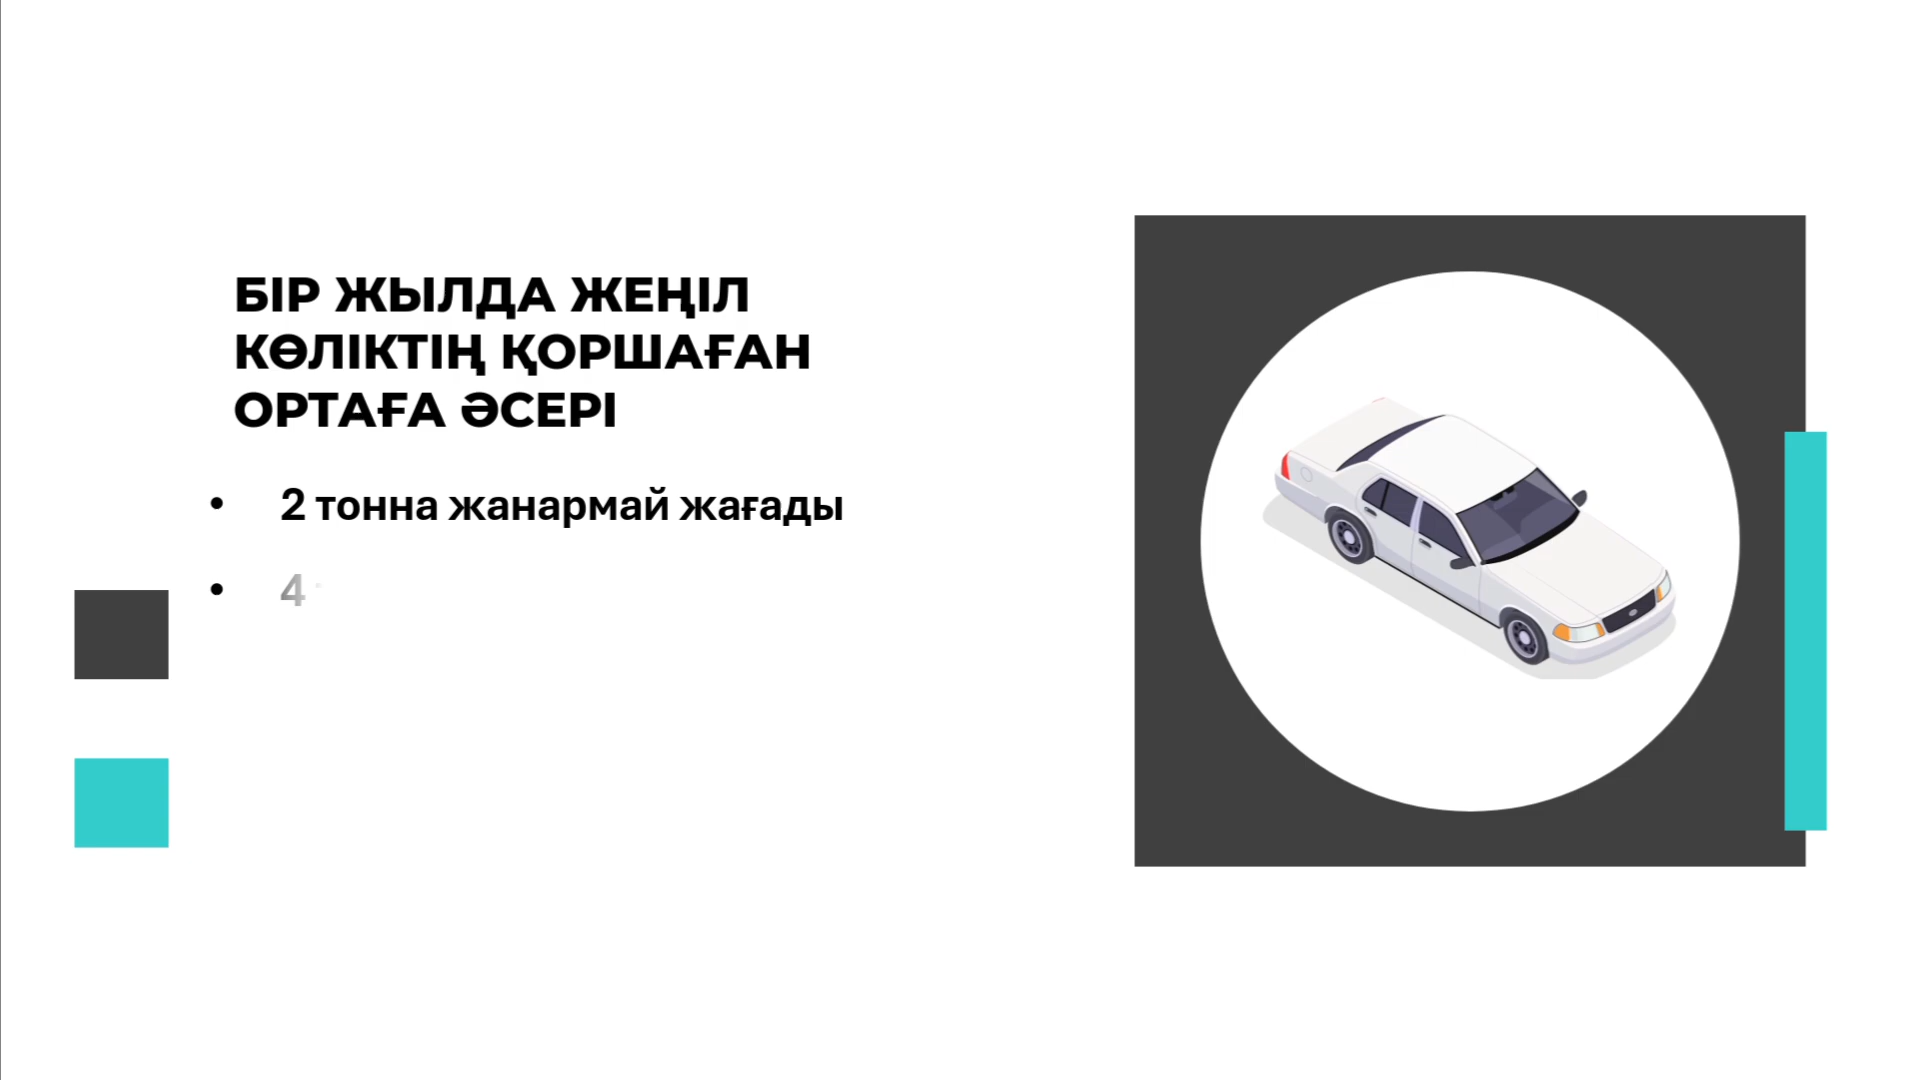 БІР ЖЫЛДА ЖЕҢІЛ
КӨЛІКТІҢ ҚОРШАҒАН
ОРТАҒА ӘСЕРІ
• 2 тонна жанармай жағады
• 4